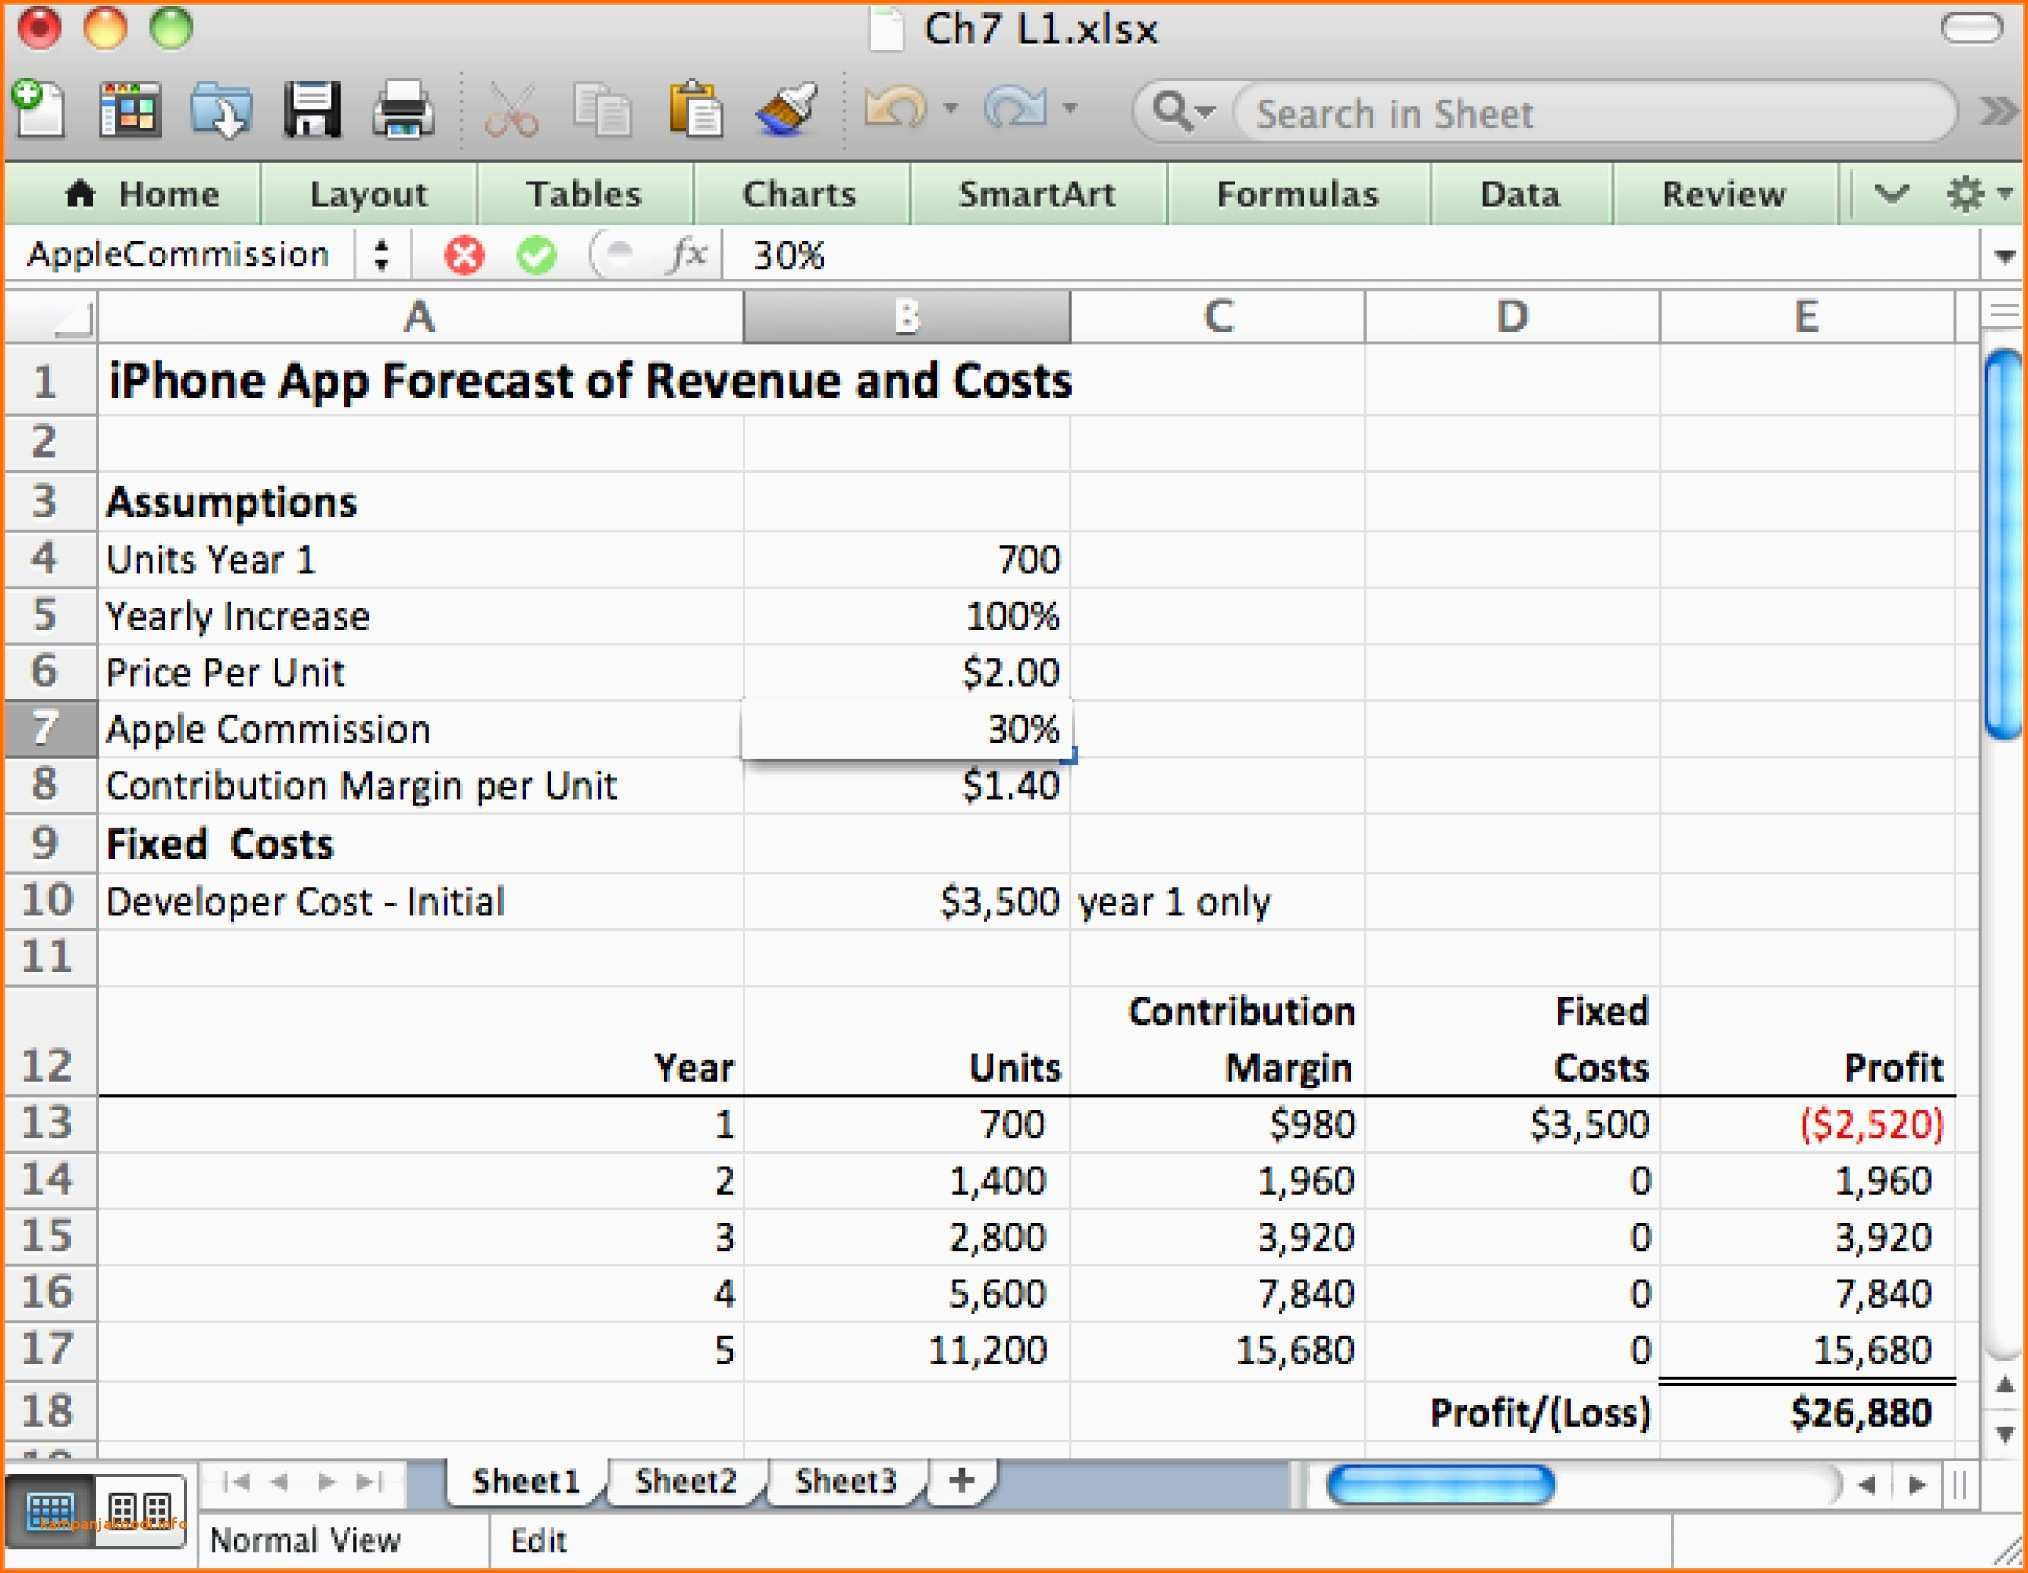 Ch7 L1.xlsx
Search in Sheet
Home Layout Tables Charts SmartArt Formulas Data Review
AppleCommission fx 30%
A B C D E
1 iPhone App Forecast of Revenue and Costs
2
3 Assumptions
4 Units Year 1 700
5 Yearly Increase 100%
6 Price Per Unit $2.00
7 Apple Commission 30%
8 Contribution Margin per Unit $1.40
9 Fixed Costs
10 Developer Cost - Initial $3,500 year 1 only
11
Contribution Fixed
12 Year Units Margin Costs Profit
13 1 700 $980 $3,500 ($2,520)
14 2 1,400 1,960 0 1,960
15 3 2,800 3,920 0 3,920
16 4 5,600 7,840 0 7,840
17 5 11,200 15,680 0 15,680
18 Profit/(Loss) $26,880
Sheet1 Sheet2 Sheet3 +
Normal View Edit